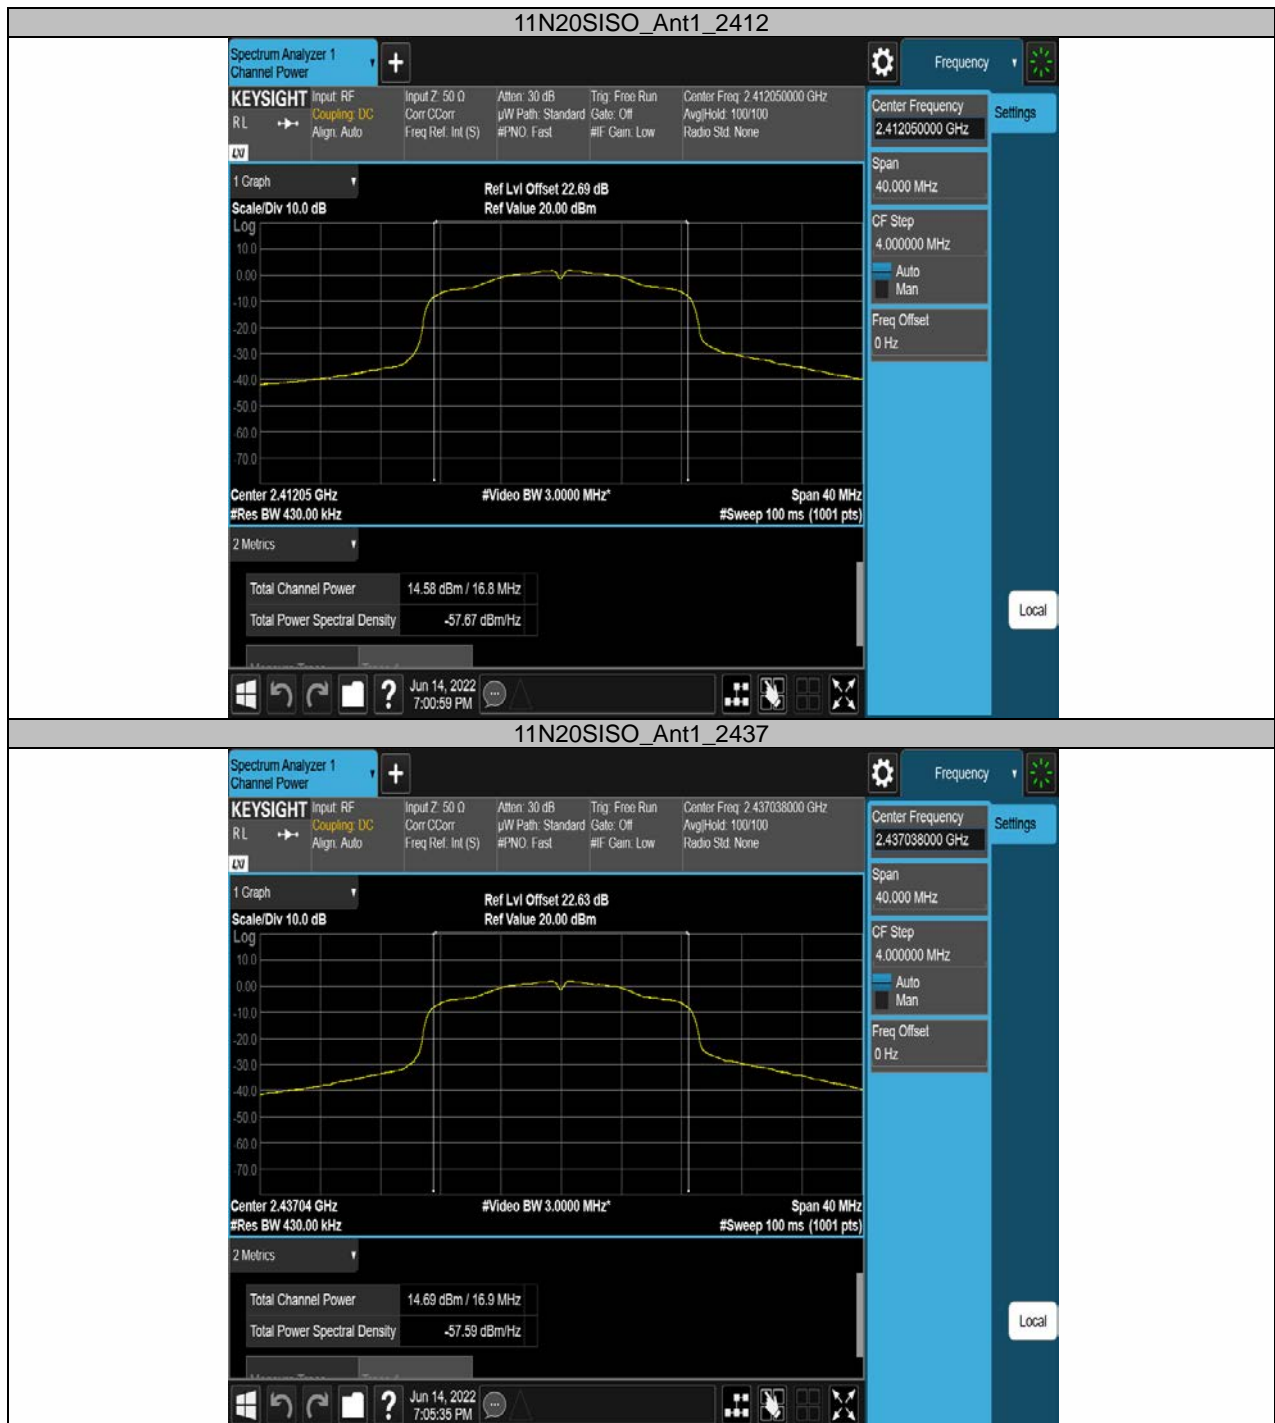 11N20SISO_Ant1_2412
Spectrum Analyzer 1
Channel Power
+
Frequency
KEYSIGHT
RL
LXI
Input: RF
Coupling: DC
Align: Auto
Input Z: 50 Ω
Corr CCorr
Freq Ref: Int (S)
Atten: 30 dB
µW Path: Standard
#PNO: Fast
Trig: Free Run
Gate: Off
#IF Gain: Low
Center Freq: 2.412050000 GHz
Avg|Hold: 100/100
Radio Std: None
Center Frequency
2.412050000 GHz
Settings
Span
40.000 MHz
CF Step
4.000000 MHz
Auto
Man
Freq Offset
0 Hz
1 Graph
Scale/Div 10.0 dB
Ref Lvl Offset 22.69 dB
Ref Value 20.00 dBm
Log
10.0
0.00
-10.0
-20.0
-30.0
-40.0
-50.0
-60.0
-70.0
Center 2.41205 GHz
#Video BW 3.0000 MHz*
Span 40 MHz
#Res BW 430.00 kHz
#Sweep 100 ms (1001 pts)
2 Metrics
Total Channel Power 14.58 dBm / 16.8 MHz
Total Power Spectral Density -57.67 dBm/Hz
Local
?
Jun 14, 2022
7:00:59 PM
11N20SISO_Ant1_2437
Spectrum Analyzer 1
Channel Power
+
Frequency
KEYSIGHT
RL
LXI
Input: RF
Coupling: DC
Align: Auto
Input Z: 50 Ω
Corr CCorr
Freq Ref: Int (S)
Atten: 30 dB
µW Path: Standard
#PNO: Fast
Trig: Free Run
Gate: Off
#IF Gain: Low
Center Freq: 2.437038000 GHz
Avg|Hold: 100/100
Radio Std: None
Center Frequency
2.437038000 GHz
Settings
Span
40.000 MHz
CF Step
4.000000 MHz
Auto
Man
Freq Offset
0 Hz
1 Graph
Scale/Div 10.0 dB
Ref Lvl Offset 22.63 dB
Ref Value 20.00 dBm
Log
10.0
0.00
-10.0
-20.0
-30.0
-40.0
-50.0
-60.0
-70.0
Center 2.43704 GHz
#Video BW 3.0000 MHz*
Span 40 MHz
#Res BW 430.00 kHz
#Sweep 100 ms (1001 pts)
2 Metrics
Total Channel Power 14.69 dBm / 16.9 MHz
Total Power Spectral Density -57.59 dBm/Hz
Local
?
Jun 14, 2022
7:05:35 PM